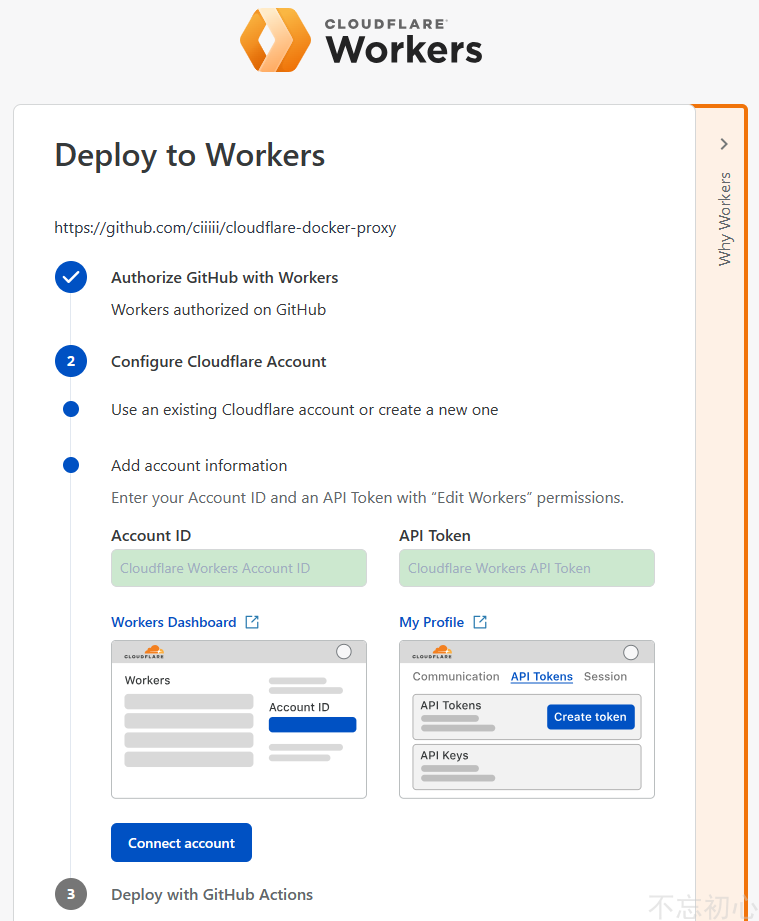 CLOUDFLARE
Workers
Deploy to Workers
Why Workers
https://github.com/ciiiii/cloudflare-docker-proxy
Authorize GitHub with Workers
Workers authorized on GitHub
2
Configure Cloudflare Account
Use an existing Cloudflare account or create a new one
Add account information
Enter your Account ID and an API Token with “Edit Workers” permissions.
Account ID
API Token
Cloudflare Workers Account ID
Cloudflare Workers API Token
Workers Dashboard
My Profile
CLOUDFLARE
Workers
Account ID
CLOUDFLARE
Communication API Tokens Session
API Tokens
Create token
API Keys
Connect account
3
Deploy with GitHub Actions
不忘初心